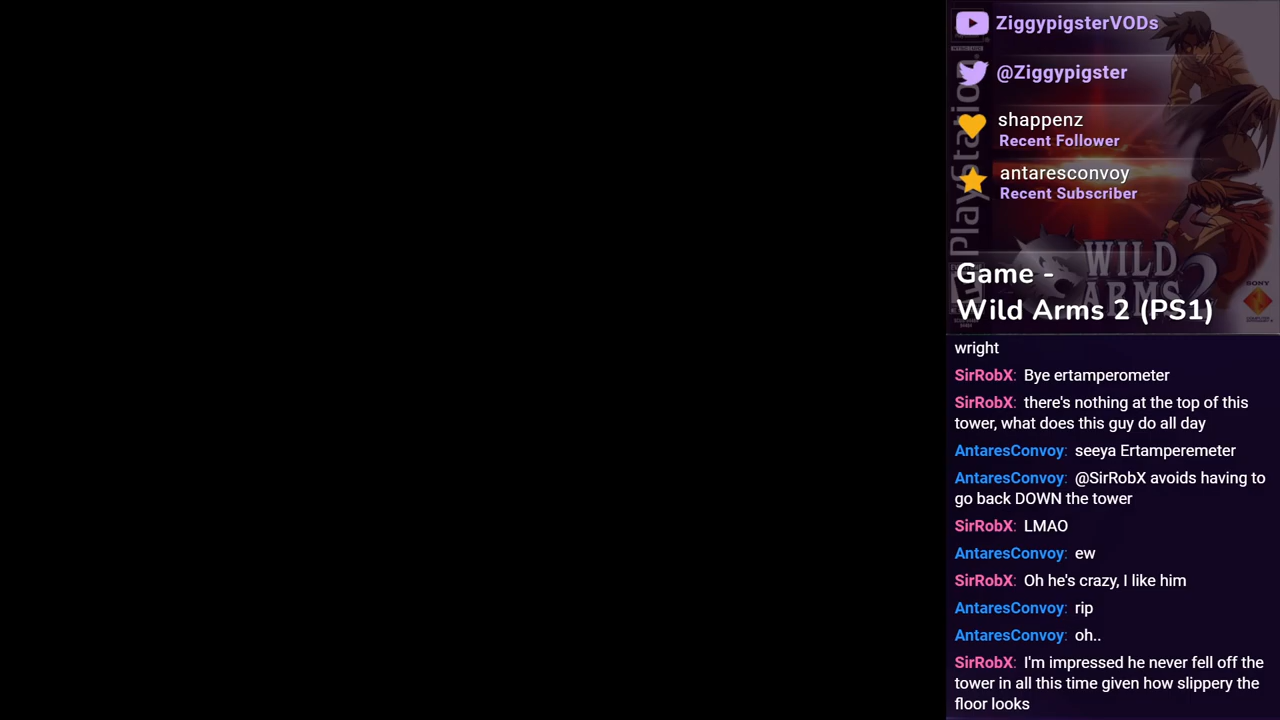 ZiggypigsterVODs
@Ziggypigster
shappenz
Recent Follower
antaresconvoy
Recent Subscriber
PlayStation
WILD
ARMS 2
SONY
Game -
Wild Arms 2 (PS1)
wright
SirRobX: Bye ertamperometer
SirRobX: there's nothing at the top of this
tower, what does this guy do all day
AntaresConvoy: seeya Ertamperemeter
AntaresConvoy: @SirRobX avoids having to
go back DOWN the tower
SirRobX: LMAO
AntaresConvoy: ew
SirRobX: Oh he's crazy, I like him
AntaresConvoy: rip
AntaresConvoy: oh..
SirRobX: I'm impressed he never fell off the
tower in all this time given how slippery the
floor looks